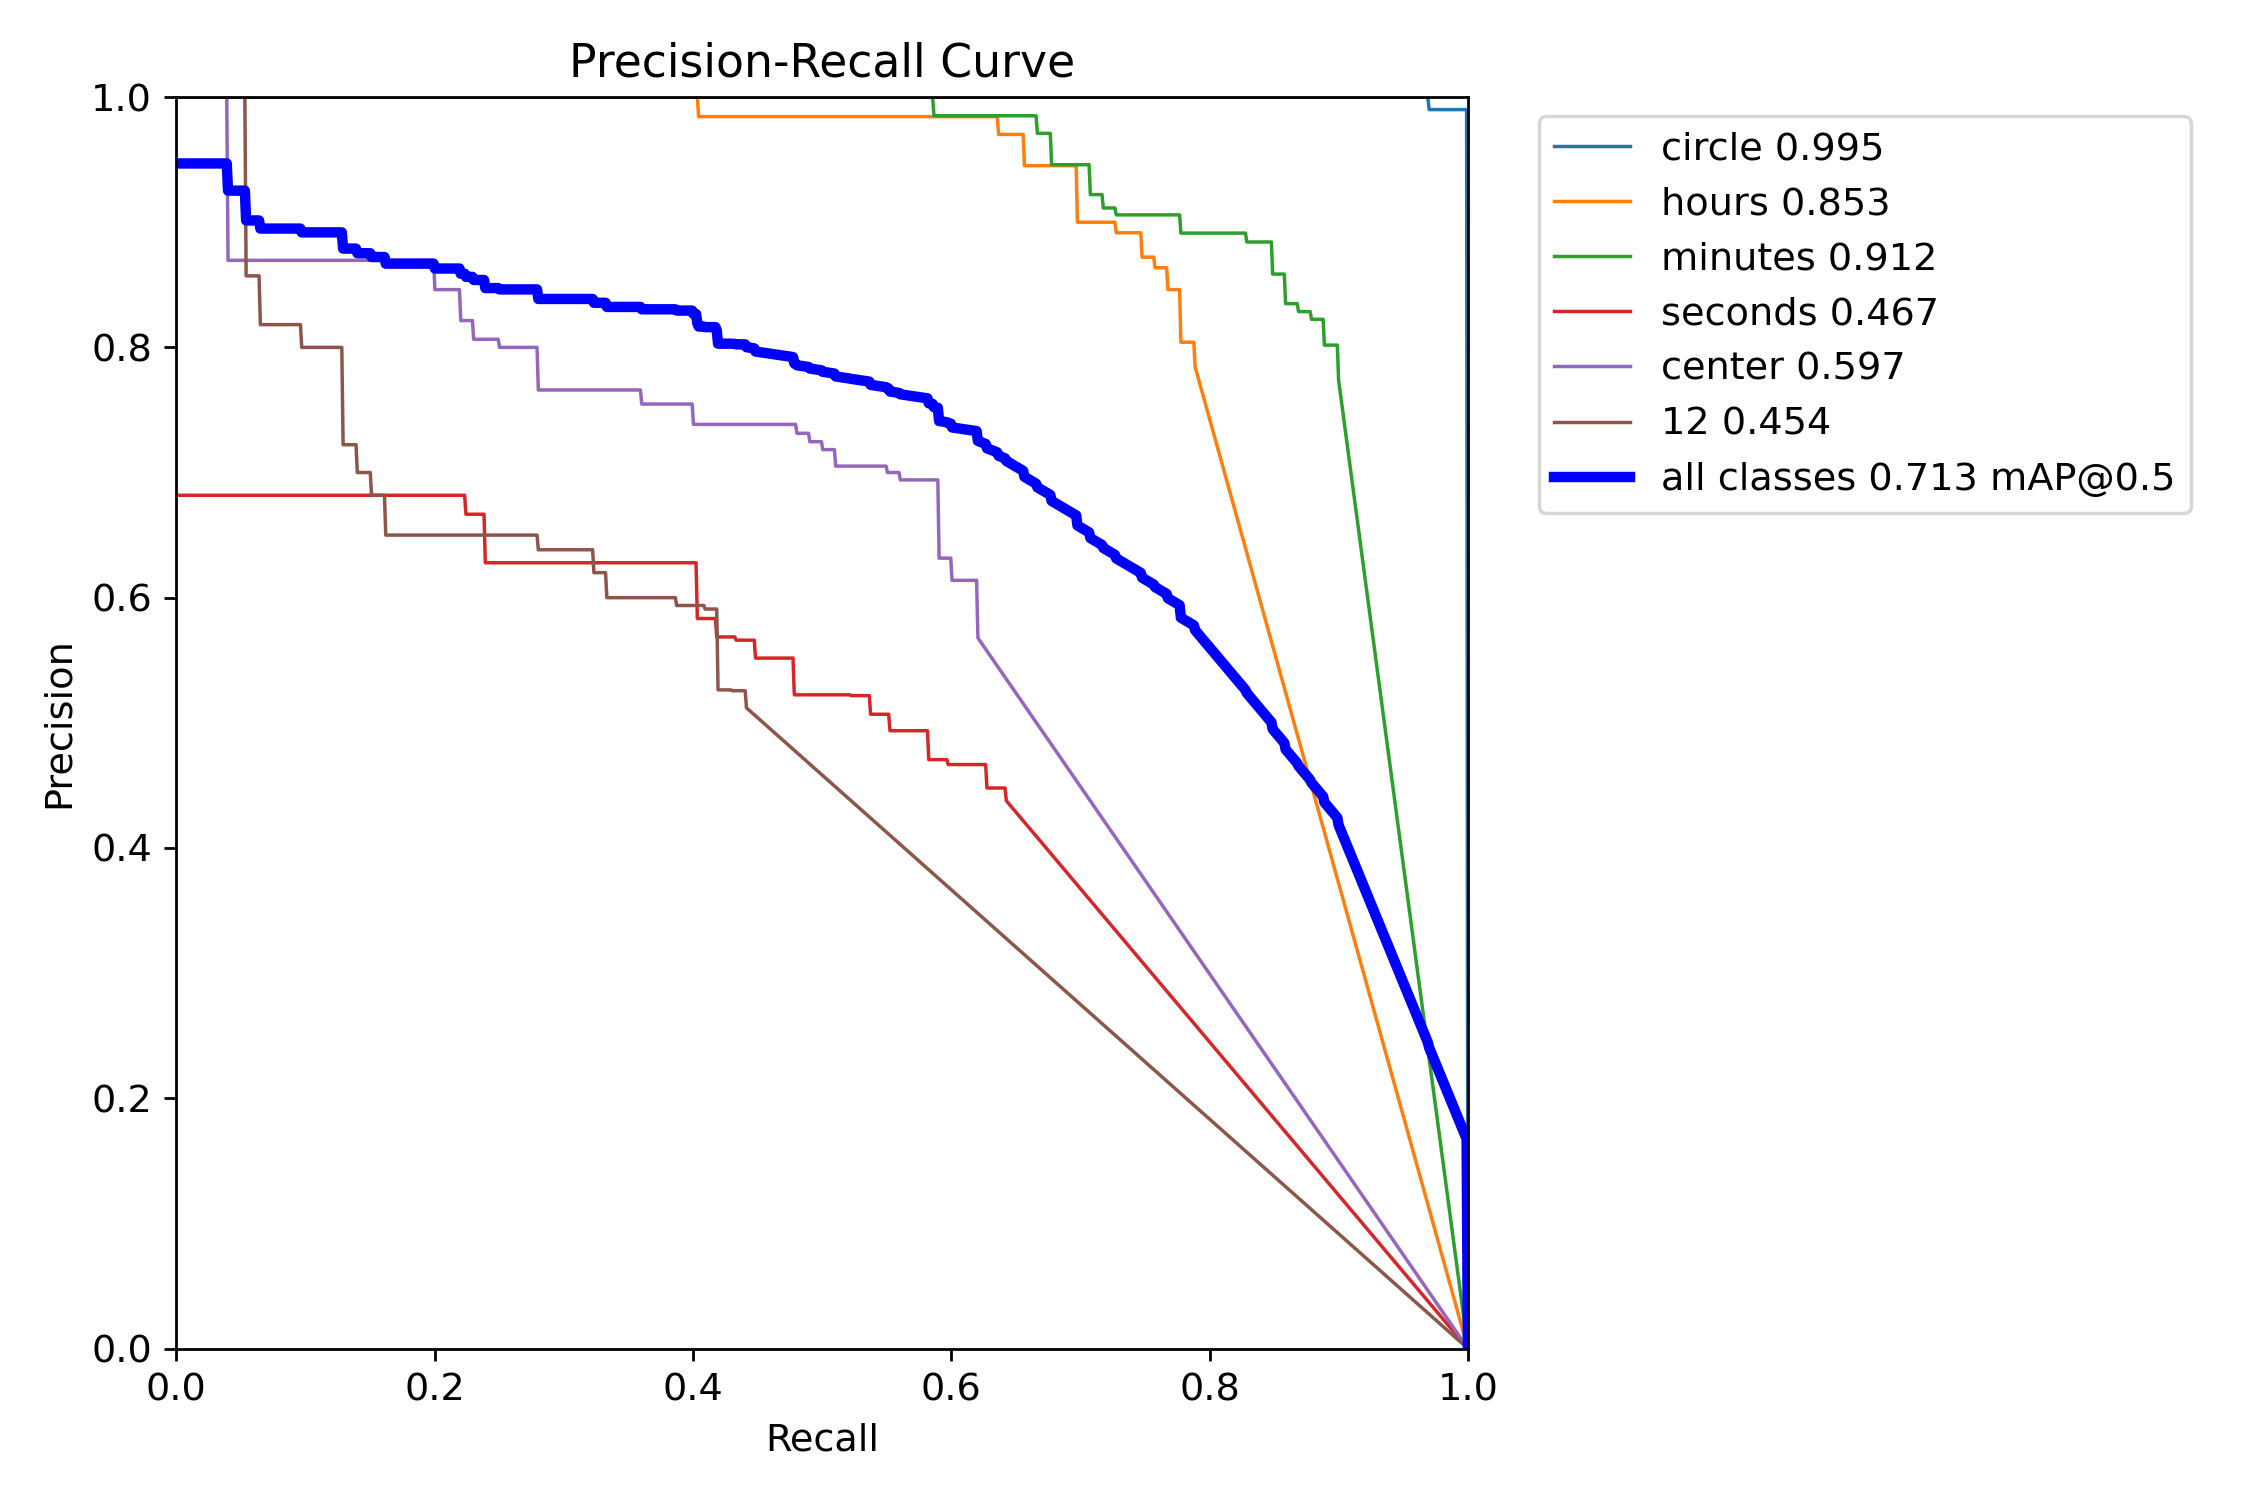 Precision-Recall Curve
1.0
0.8
0.6
0.4
0.2
0.0
Precision
0.0 0.2 0.4 0.6 0.8 1.0
Recall
circle 0.995
hours 0.853
minutes 0.912
seconds 0.467
center 0.597
12 0.454
all classes 0.713 mAP@0.5